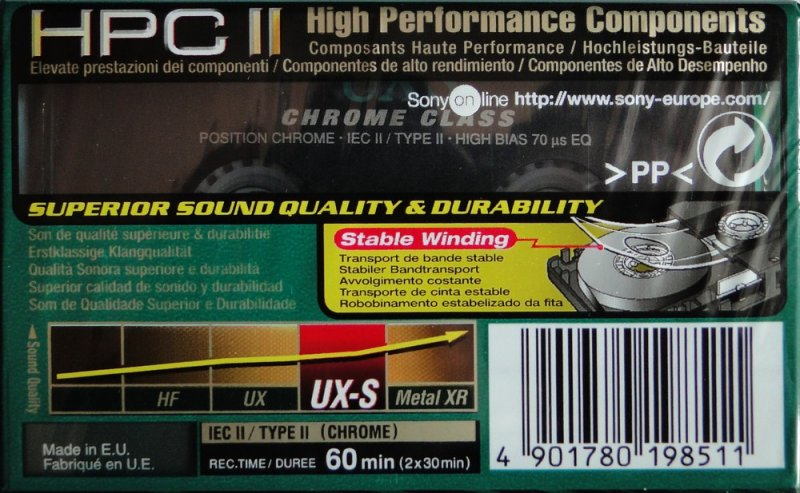 HPC II High Performance Components
Composants Haute Performance / Hochleistungs-Bauteile
Elevate prestazioni dei componenti / Componentes de alto rendimiento / Componentes de Alto Desempenho
UX
Sony on line http://www.sony-europe.com/
CHROME CLASS
POSITION CHROME · IEC II / TYPE II · HIGH BIAS 70 µs EQ
>PP<
SUPERIOR SOUND QUALITY & DURABILITY
Son de qualité supérieure & durabilitie
Erstklassige Klangqualität
Qualità Sonora superiore e durabilità
Superior calidad de sonido y durabilidad
Som de Qualidade Superior e Durabilidade
Stable Winding
Transport de bande stable
Stabiler Bandtransport
Avvolgimento costante
Transporte de cinta estable
Robobinamento estabelizado da fita
Sound Quality
HF UX UX-S Metal XR
Made in E.U.
Fabriqué en U.E.
IEC II / TYPE II (CHROME)
REC.TIME / DUREE 60 min (2x30min)
4 901780 198511